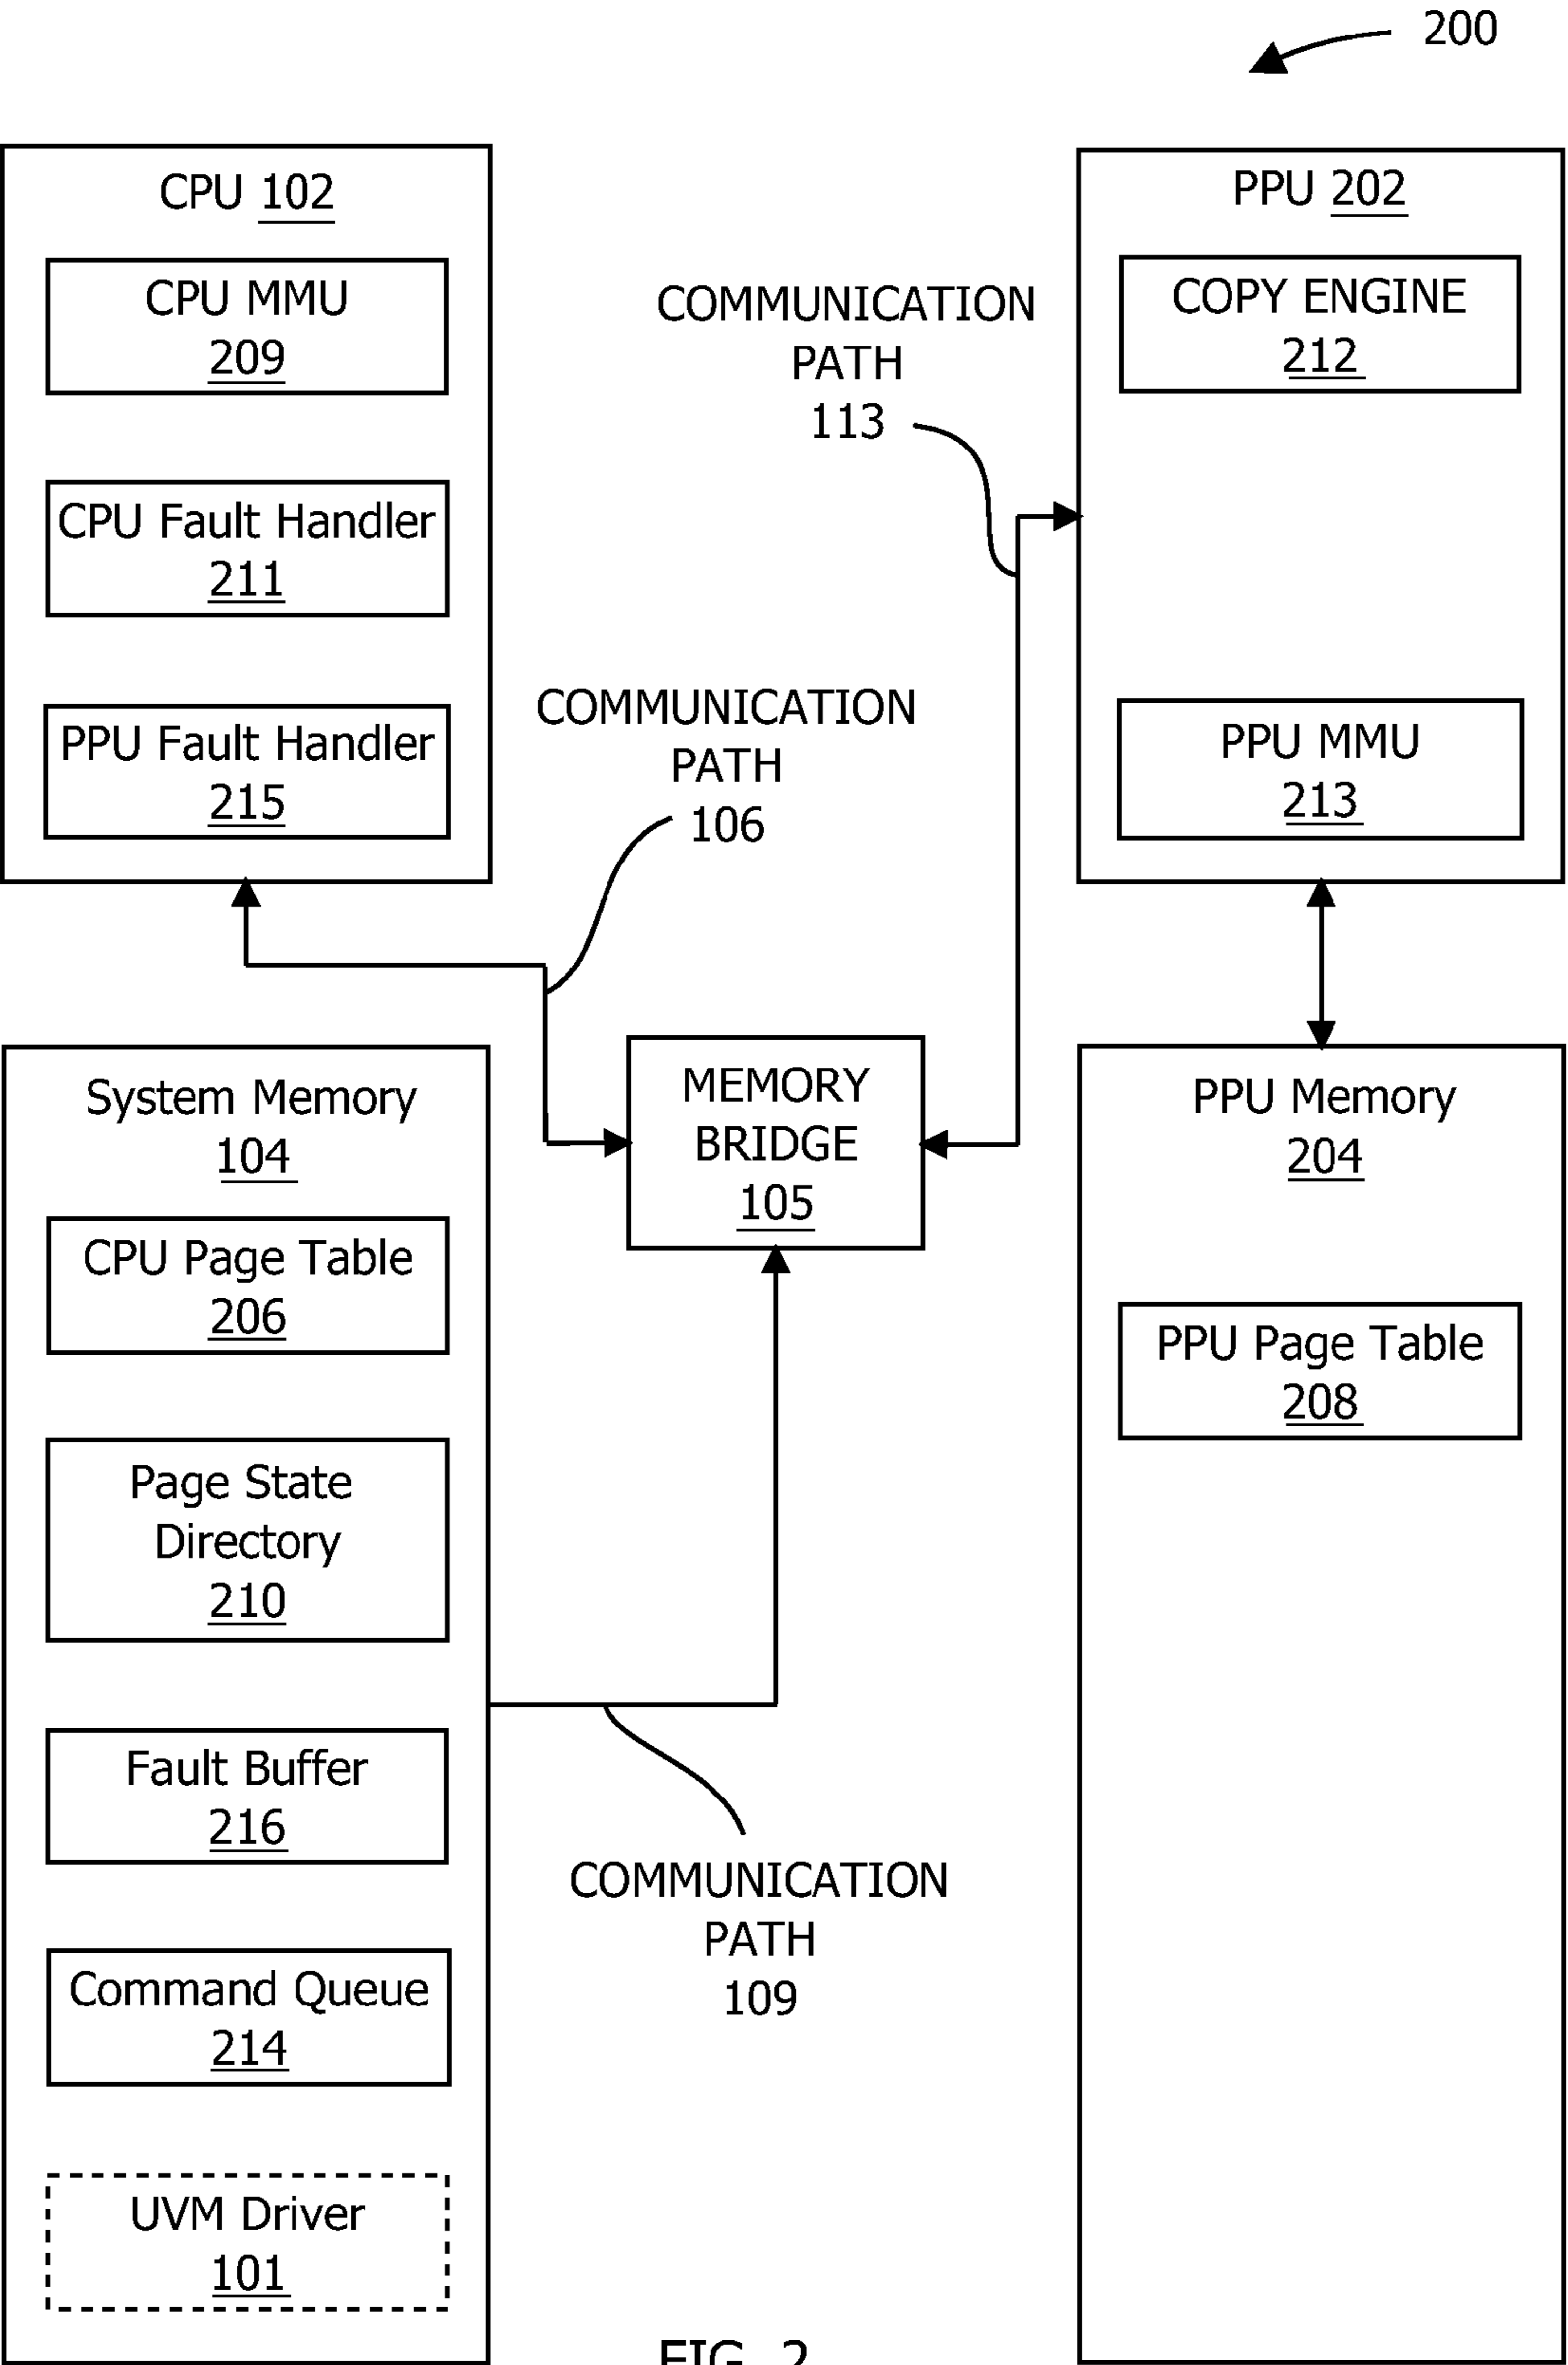 200
CPU 102
CPU MMU
209
CPU Fault Handler
211
PPU Fault Handler
215
COMMUNICATION
PATH
113
COMMUNICATION
PATH
106
PPU 202
COPY ENGINE
212
PPU MMU
213
System Memory
104
CPU Page Table
206
Page State
Directory
210
Fault Buffer
216
Command Queue
214
UVM Driver
101
MEMORY
BRIDGE
105
COMMUNICATION
PATH
109
PPU Memory
204
PPU Page Table
208
FIG. 2